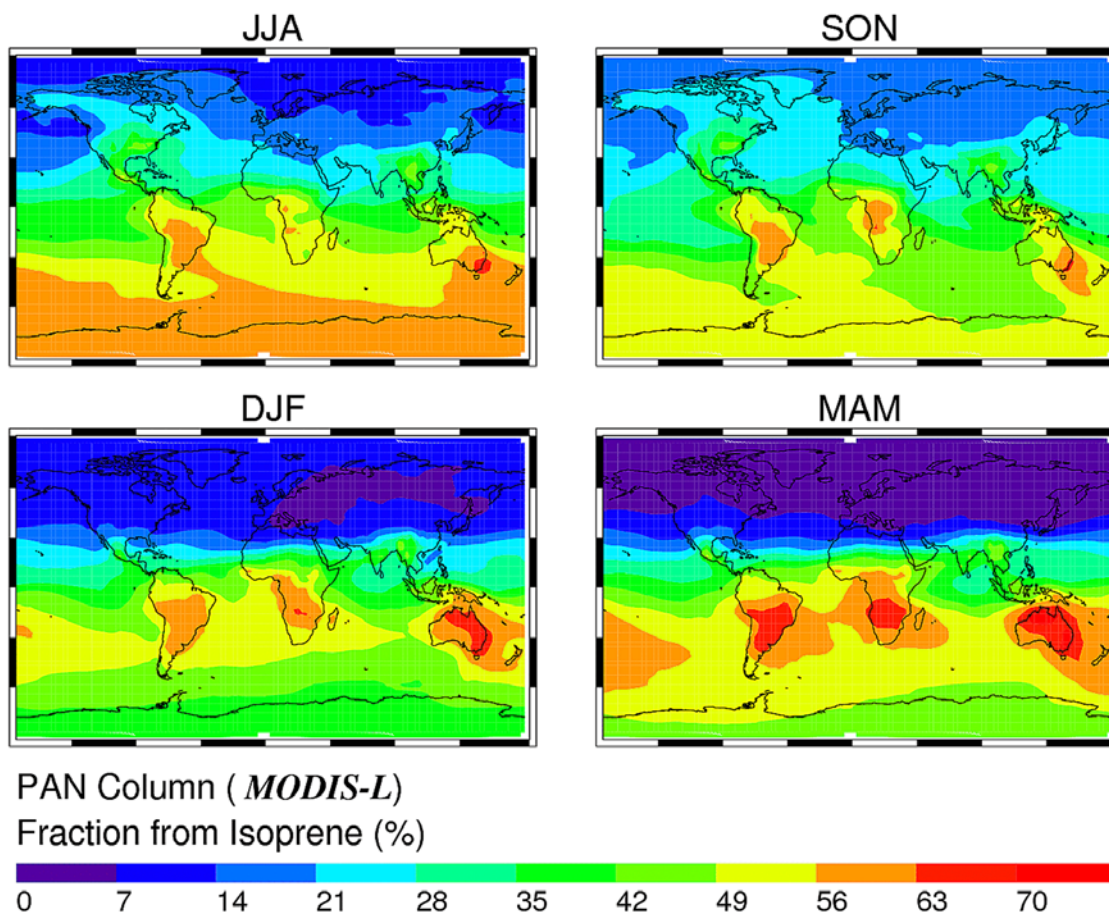 JJA
SON
DJF
MAM
PAN Column ( MODIS-L)
Fraction from Isoprene (%)
0 7 14 21 28 35 42 49 56 63 70